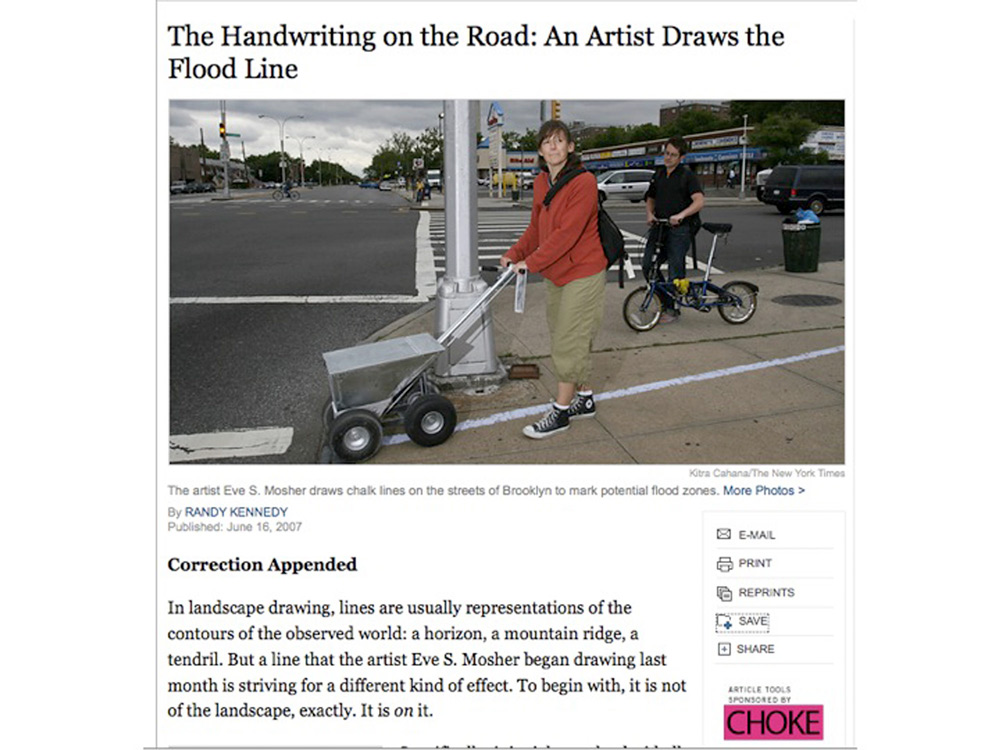 The Handwriting on the Road: An Artist Draws the
Flood Line
Kitra Cahana/The New York Times
The artist Eve S. Mosher draws chalk lines on the streets of Brooklyn to mark potential flood zones. More Photos >
By RANDY KENNEDY
Published: June 16, 2007
Correction Appended
In landscape drawing, lines are usually representations of the
contours of the observed world: a horizon, a mountain ridge, a
tendril. But a line that the artist Eve S. Mosher began drawing last
month is striving for a different kind of effect. To begin with, it is not
of the landscape, exactly. It is on it.
E-MAIL
PRINT
REPRINTS
SAVE
SHARE
ARTICLE TOOLS
SPONSORED BY
CHOKE